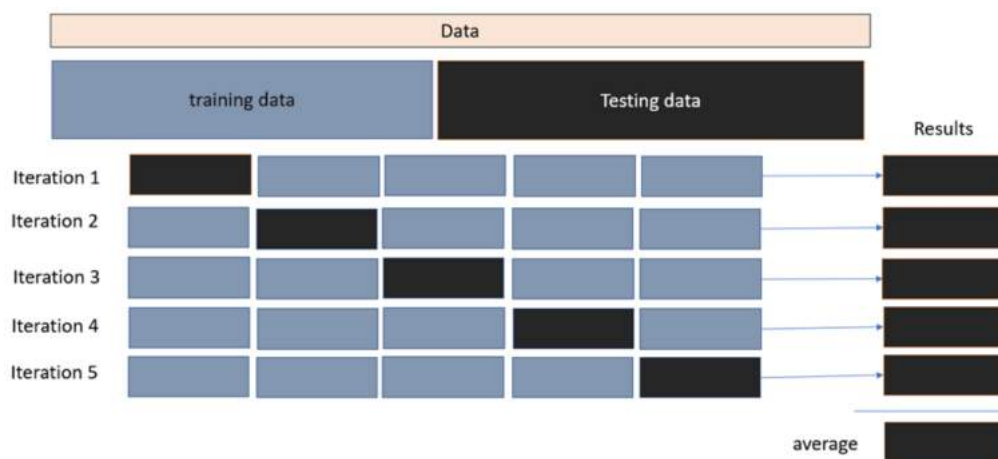 Data
training data
Testing data
Results
Iteration 1
Iteration 2
Iteration 3
Iteration 4
Iteration 5
average